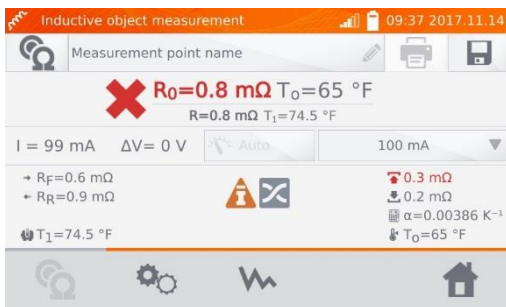 Inductive object measurement 09:37 2017.11.14
Measurement point name
R0=0.8 mΩ To=65 °F
R=0.8 mΩ T1=74.5 °F
I = 99 mA ΔV= 0 V Auto 100 mA
RF=0.6 mΩ 0.3 mΩ
RR=0.9 mΩ 0.2 mΩ
α=0.00386 K⁻¹
T1=74.5 °F To=65 °F